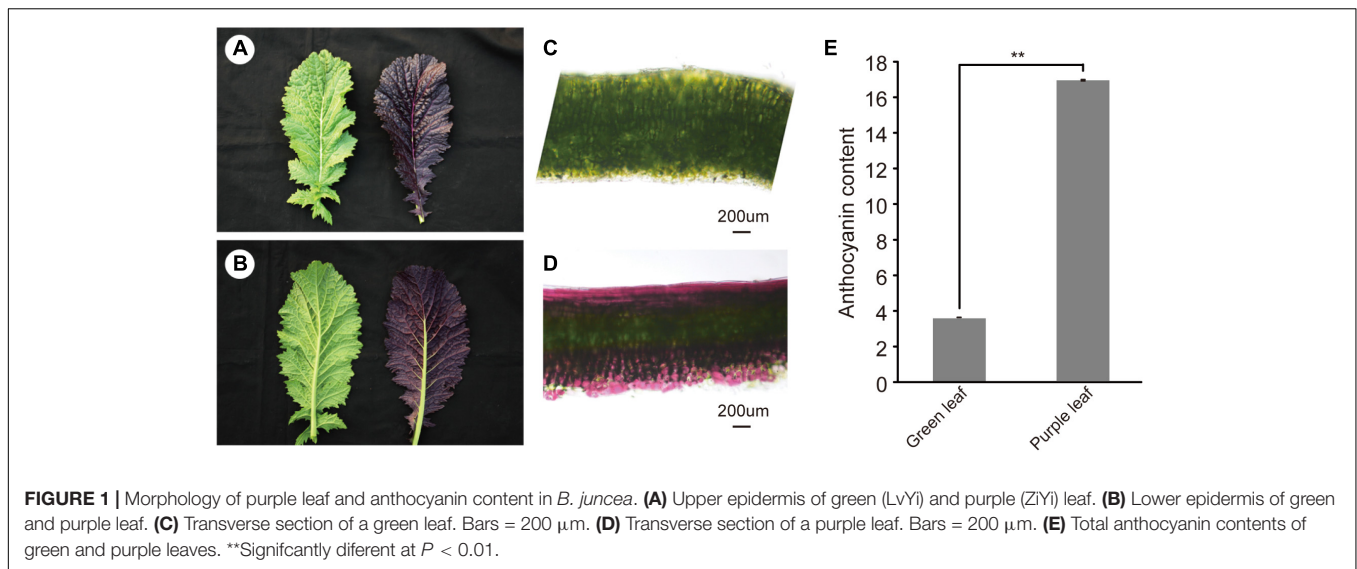 A
B
C
200um
D
200um
E
**
Anthocyanin content
18
16
14
12
10
8
6
4
2
0
Green leaf
Purple leaf
FIGURE 1 | Morphology of purple leaf and anthocyanin content in B. juncea. (A) Upper epidermis of green (LvYi) and purple (ZiYi) leaf. (B) Lower epidermis of green
and purple leaf. (C) Transverse section of a green leaf. Bars = 200 μm. (D) Transverse section of a purple leaf. Bars = 200 μm. (E) Total anthocyanin contents of
green and purple leaves. **Signifcantly diferent at P < 0.01.